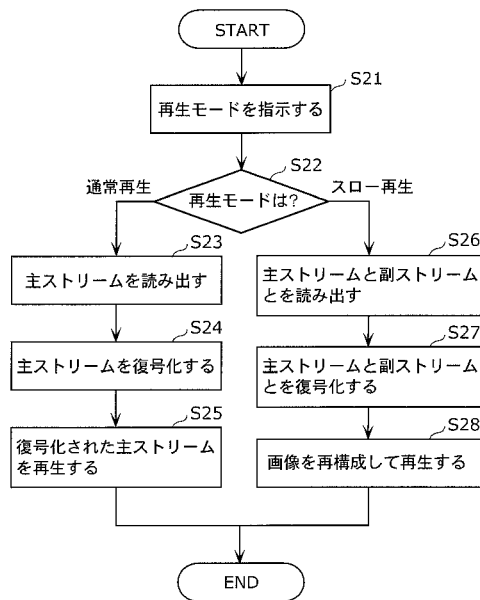 START
S21
再生モードを指示する
S22
通常再生
再生モードは?
スロー再生
S23
主ストリームを読み出す
S24
主ストリームを復号化する
S25
復号化された主ストリーム
を再生する
S26
主ストリームと副ストリーム
とを読み出す
S27
主ストリームと副ストリーム
とを復号化する
S28
画像を再構成して再生する
END